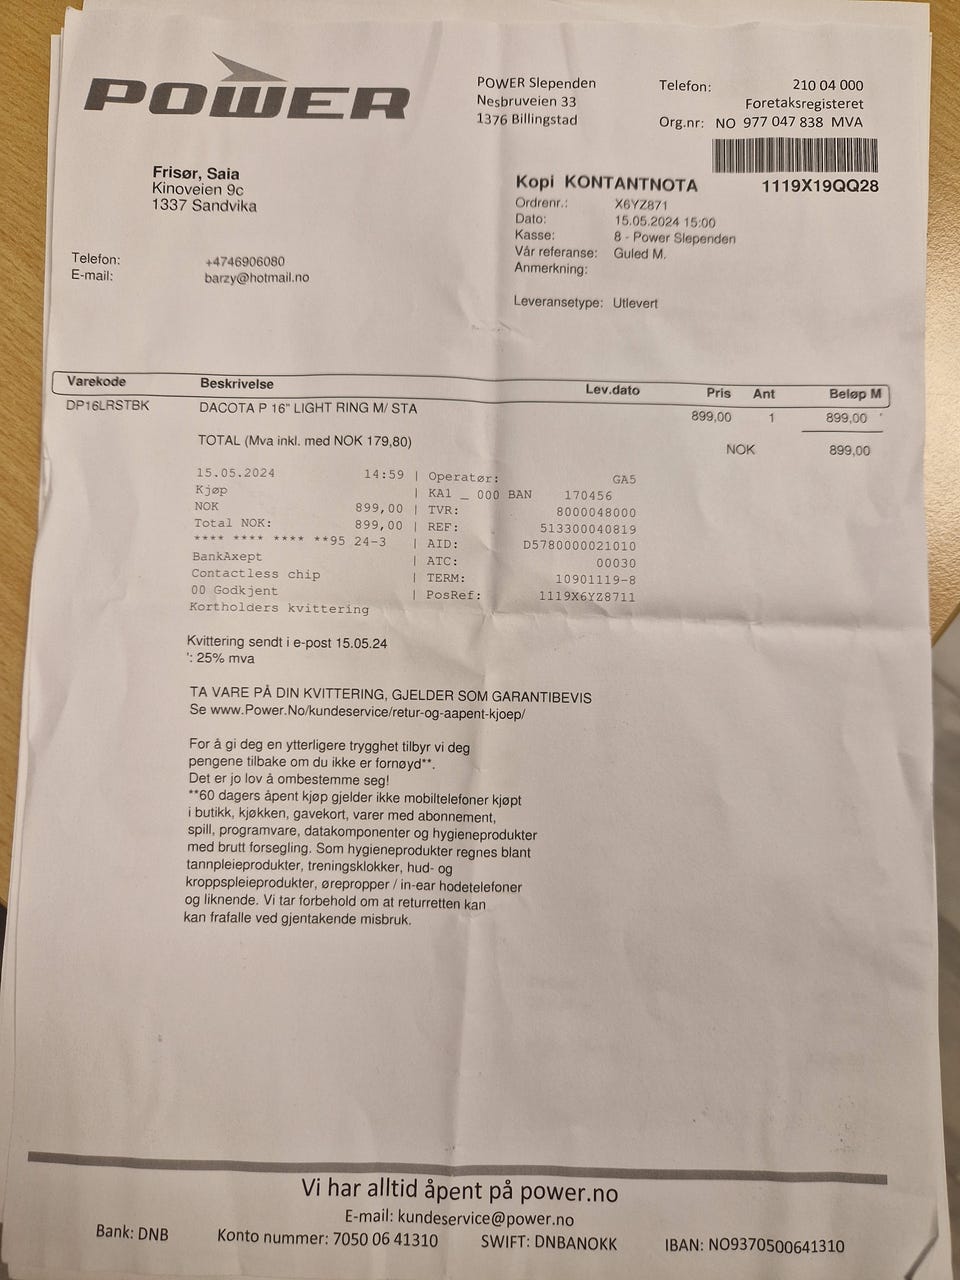 POWER
POWER Slependen
Nesbruveien 33
1376 Billingstad
Telefon: 210 04 000
Foretaksregisteret
Org.nr: NO 977 047 838 MVA
1119X19QQ28
Frisør, Saia
Kinoveien 9c
1337 Sandvika
Telefon: +4746906080
E-mail: barzy@hotmail.no
Kopi KONTANTNOTA
Ordrenr.: X6YZ871
Dato: 15.05.2024 15:00
Kasse: 8 - Power Slependen
Vår referanse: Guled M.
Anmerkning:
Leveransetype: Utlevert
Varekode Beskrivelse Lev.dato Pris Ant Beløp M
DP16LRSTBK DACOTA P 16" LIGHT RING M/ STA 899,00 1 899,00 '
TOTAL (Mva inkl. med NOK 179,80) NOK 899,00
15.05.2024 14:59 | Operatør: GA5
Kjøp | KA1 _ 000 BAN 170456
NOK 899,00 | TVR: 8000048000
Total NOK: 899,00 | REF: 513300040819
**** **** **** **95 24-3 | AID: D5780000021010
BankAxept | ATC: 00030
Contactless chip | TERM: 10901119-8
00 Godkjent | PosRef: 1119X6YZ8711
Kortholders kvittering
Kvittering sendt i e-post 15.05.24
': 25% mva
TA VARE PÅ DIN KVITTERING, GJELDER SOM GARANTIBEVIS
Se www.Power.No/kundeservice/retur-og-aapent-kjoep/
For å gi deg en ytterligere trygghet tilbyr vi deg
pengene tilbake om du ikke er fornøyd**.
Det er jo lov å ombestemme seg!
**60 dagers åpent kjøp gjelder ikke mobiltelefoner kjøpt
i butikk, kjøkken, gavekort, varer med abonnement,
spill, programvare, datakomponenter og hygieneprodukter
med brutt forsegling. Som hygieneprodukter regnes blant
tannpleieprodukter, treningsklokker, hud- og
kroppspleieprodukter, ørepropper / in-ear hodetelefoner
og liknende. Vi tar forbehold om at returretten kan
kan frafalle ved gjentakende misbruk.
Vi har alltid åpent på power.no
E-mail: kundeservice@power.no
Bank: DNB Konto nummer: 7050 06 41310 SWIFT: DNBANOKK IBAN: NO9370500641310